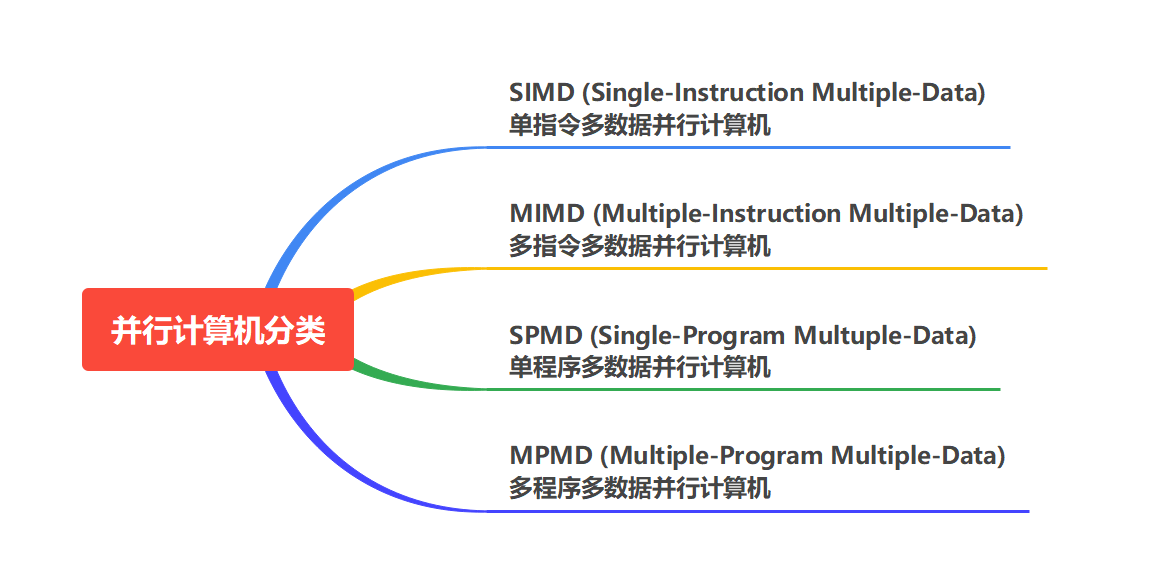 SIMD (Single-Instruction Multiple-Data)
单指令多数据并行计算机
MIMD (Multiple-Instruction Multiple-Data)
多指令多数据并行计算机
并行计算机分类
SPMD (Single-Program Multuple-Data)
单程序多数据并行计算机
MPMD (Multiple-Program Multiple-Data)
多程序多数据并行计算机